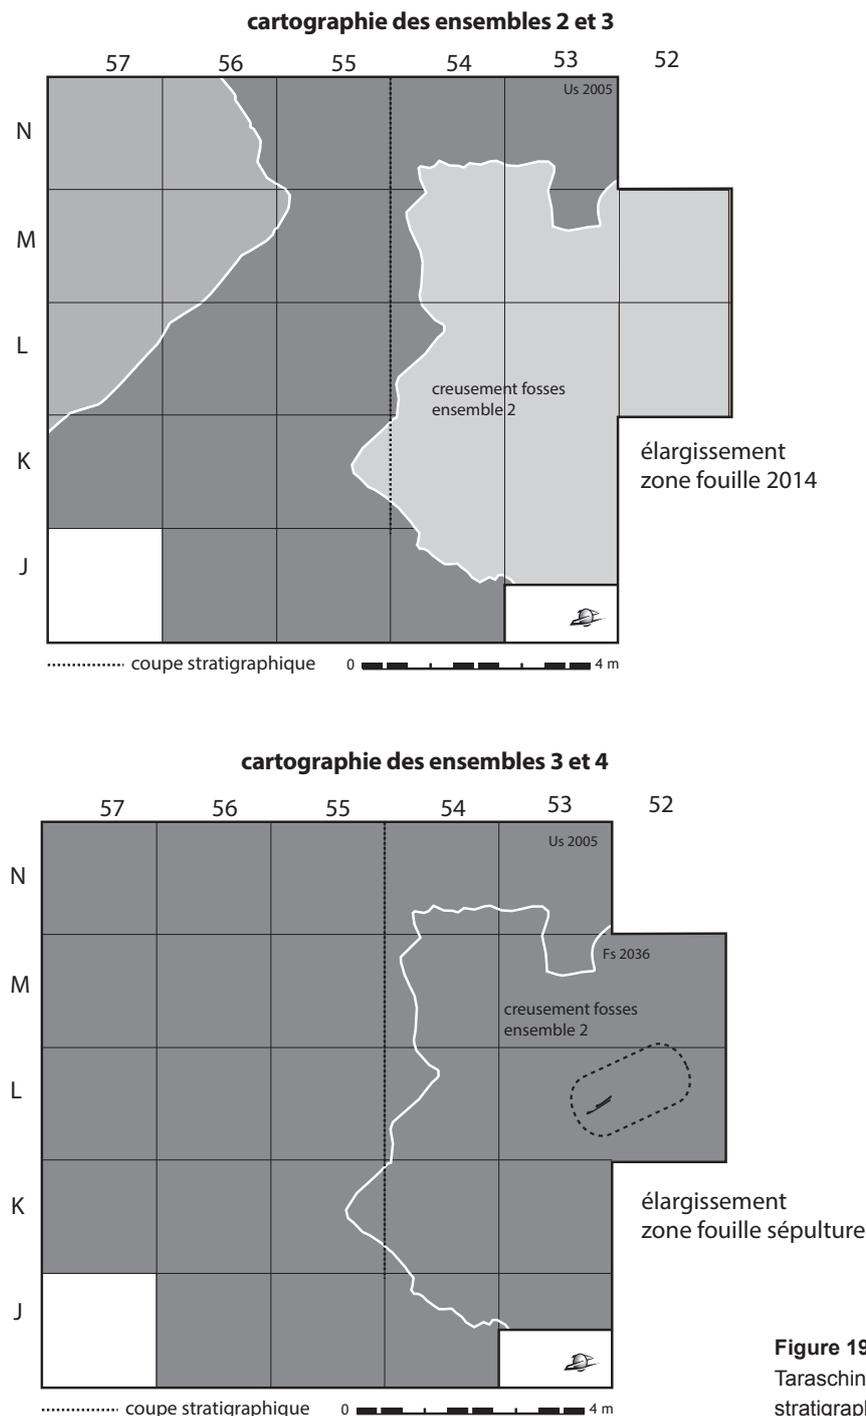 cartographie des ensembles 2 et 3
57 56 55 54 53 52
Us 2005
N
M
L
creusement fosses
ensemble 2
K
élargissement
zone fouille 2014
J
coupe stratigraphique 0 4 m
cartographie des ensembles 3 et 4
57 56 55 54 53 52
Us 2005
N
Fs 2036
M
creusement fosses
ensemble 2
L
K
élargissement
zone fouille sépulture
J
Figure 19
Taraschin
stratigrap
coupe stratigraphique 0 4 m